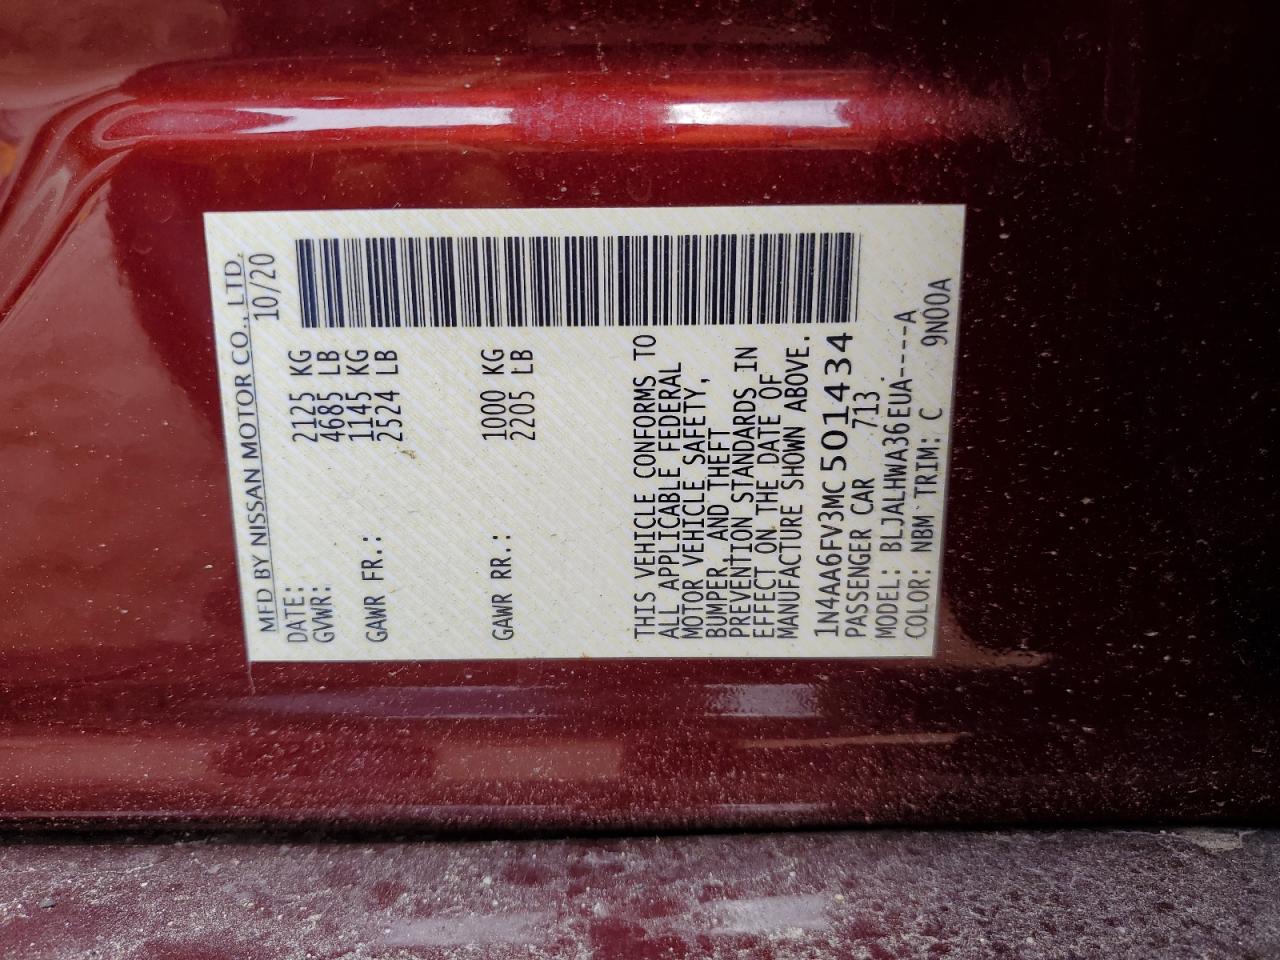 MFD BY NISSAN MOTOR CO., LTD.
DATE: 10/20
GVWR: 2125 KG
4685 LB
GAWR FR.: 1145 KG
2524 LB
GAWR RR.: 1000 KG
2205 LB
THIS VEHICLE CONFORMS TO
ALL APPLICABLE FEDERAL
MOTOR VEHICLE SAFETY,
BUMPER, AND THEFT
PREVENTION STANDARDS IN
EFFECT ON THE DATE OF
MANUFACTURE SHOWN ABOVE.
1N4AA6FV3MC501434
PASSENGER CAR 713
MODEL: BLJALHWA36EUA-----A
COLOR: NBM TRIM: C 9N00A